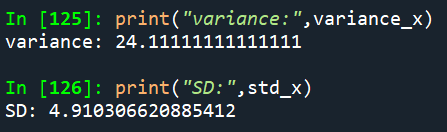 In [125]: print("variance:",variance_x)
variance: 24.11111111111111
In [126]: print("SD:",std_x)
SD: 4.910306620885412